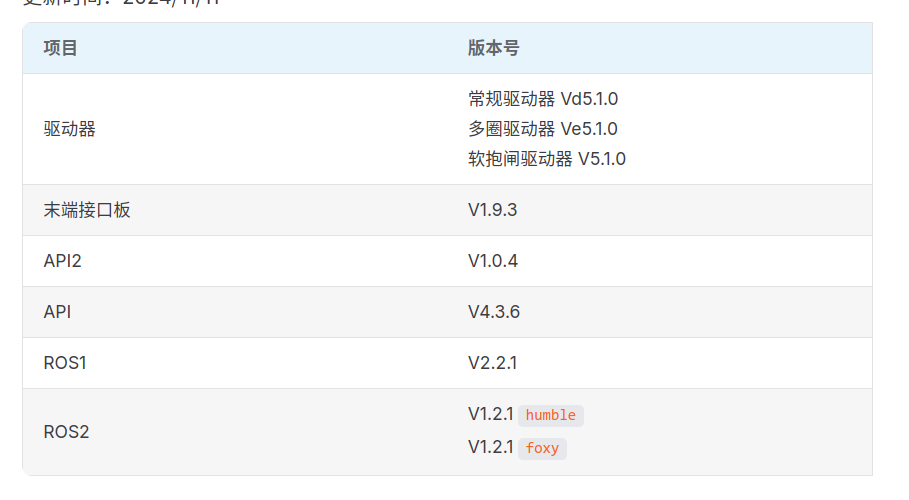 更新时间：2024/11/11
项目 版本号
驱动器
常规驱动器 Vd5.1.0
多圈驱动器 Ve5.1.0
软抱闸驱动器 V5.1.0
末端接口板 V1.9.3
API2 V1.0.4
API V4.3.6
ROS1 V2.2.1
ROS2
V1.2.1 humble
V1.2.1 foxy